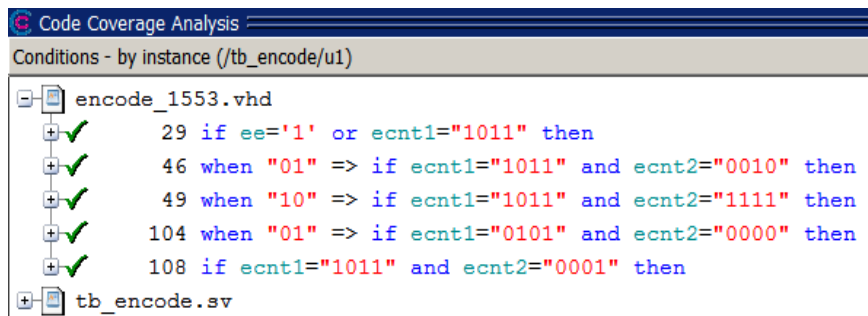 Code Coverage Analysis
Conditions - by instance (/tb_encode/u1)
encode_1553.vhd
29 if ee='1' or ecnt1="1011" then
46 when "01" => if ecnt1="1011" and ecnt2="0010" then
49 when "10" => if ecnt1="1011" and ecnt2="1111" then
104 when "01" => if ecnt1="0101" and ecnt2="0000" then
108 if ecnt1="1011" and ecnt2="0001" then
tb_encode.sv